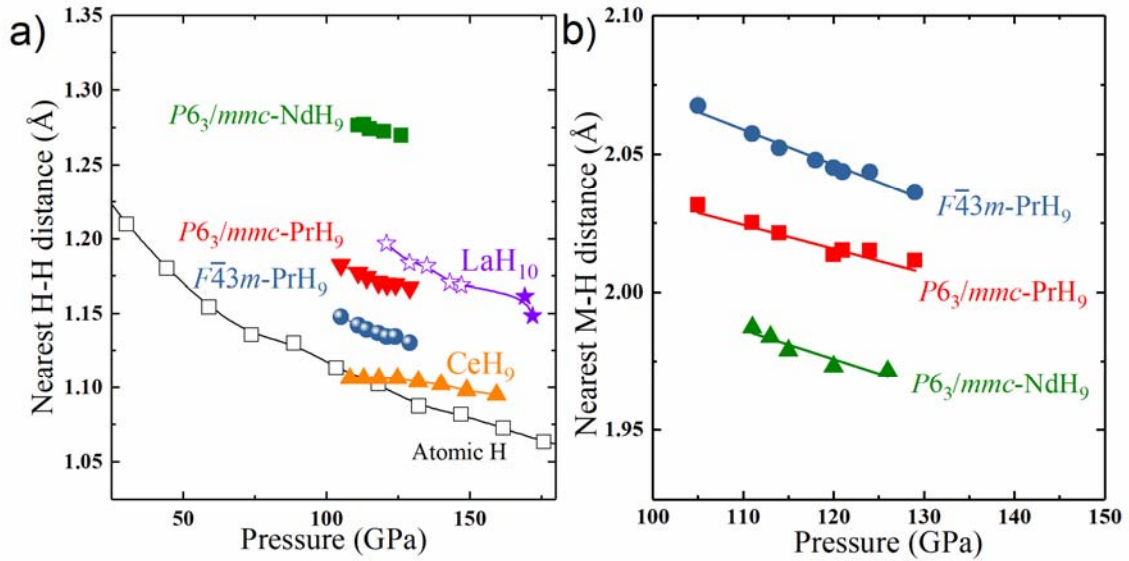 a)
Nearest H-H distance (Å)
1.35
1.30
1.25
1.20
1.15
1.10
1.05
P6₃/mmc-NdH₉
P6₃/mmc-PrH₉
F4̅3m-PrH₉
LaH₁₀
CeH₉
Atomic H
50
100
150
Pressure (GPa)
b)
Nearest M-H distance (Å)
2.10
2.05
2.00
1.95
F4̅3m-PrH₉
P6₃/mmc-PrH₉
P6₃/mmc-NdH₉
100
110
120
130
140
150
Pressure (GPa)